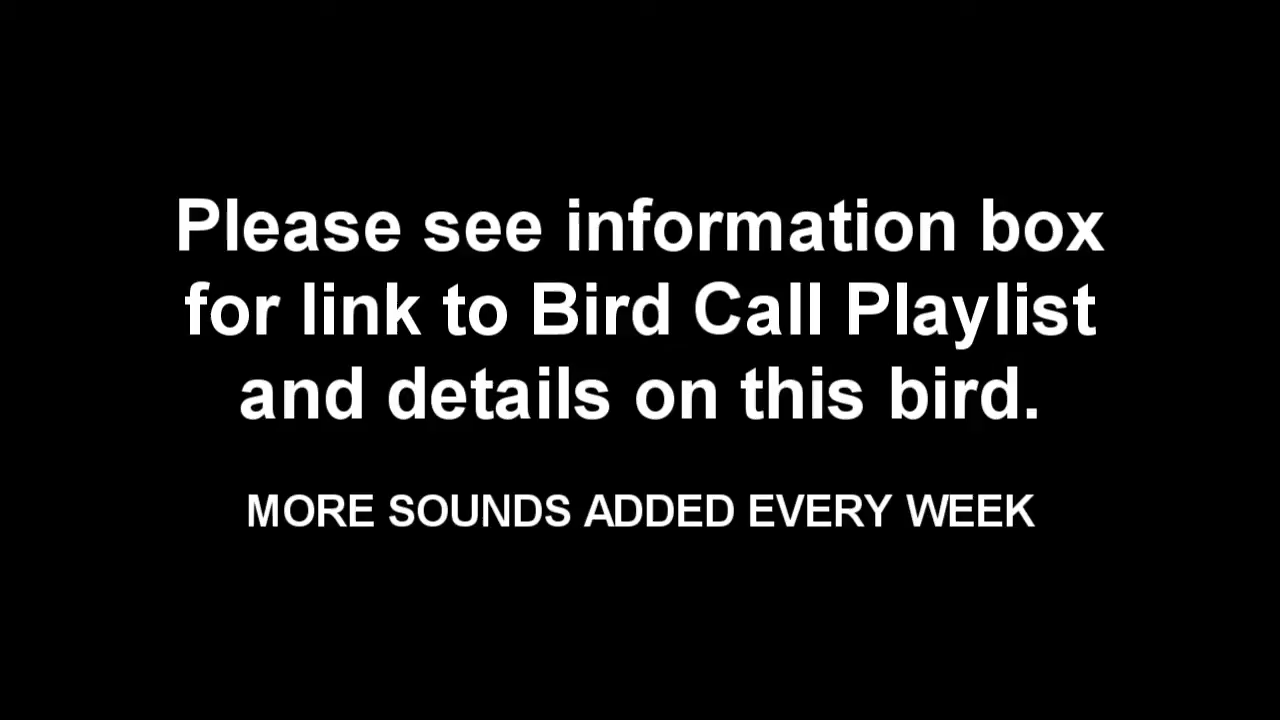 Please see information box
for link to Bird Call Playlist
and details on this bird.
MORE SOUNDS ADDED EVERY WEEK